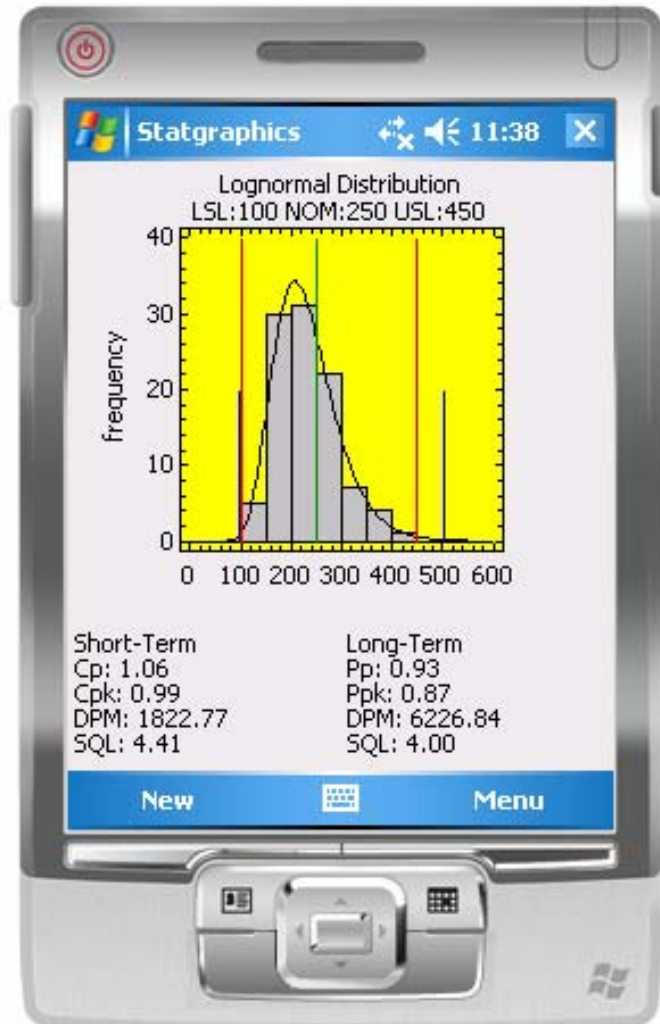 Statgraphics 11:38
Lognormal Distribution
LSL:100 NOM:250 USL:450
40
30
20
10
0
frequency
0 100 200 300 400 500 600
Short-Term
Cp: 1.06
Cpk: 0.99
DPM: 1822.77
SQL: 4.41
Long-Term
Pp: 0.93
Ppk: 0.87
DPM: 6226.84
SQL: 4.00
New Menu